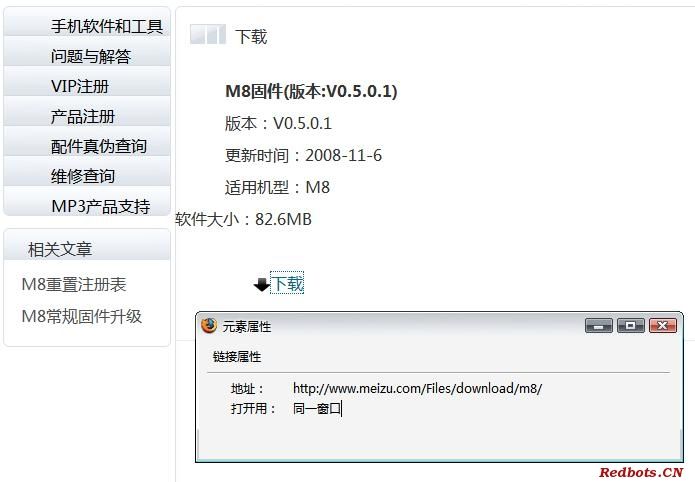 手机软件和工具
问题与解答
VIP注册
产品注册
配件真伪查询
维修查询
MP3产品支持
相关文章
M8重置注册表
M8常规固件升级
下载
M8固件(版本:V0.5.0.1)
版本：V0.5.0.1
更新时间：2008-11-6
适用机型：M8
软件大小：82.6MB
下载
元素属性
链接属性
地址： http://www.meizu.com/Files/download/m8/
打开用： 同一窗口
Redbots.CN